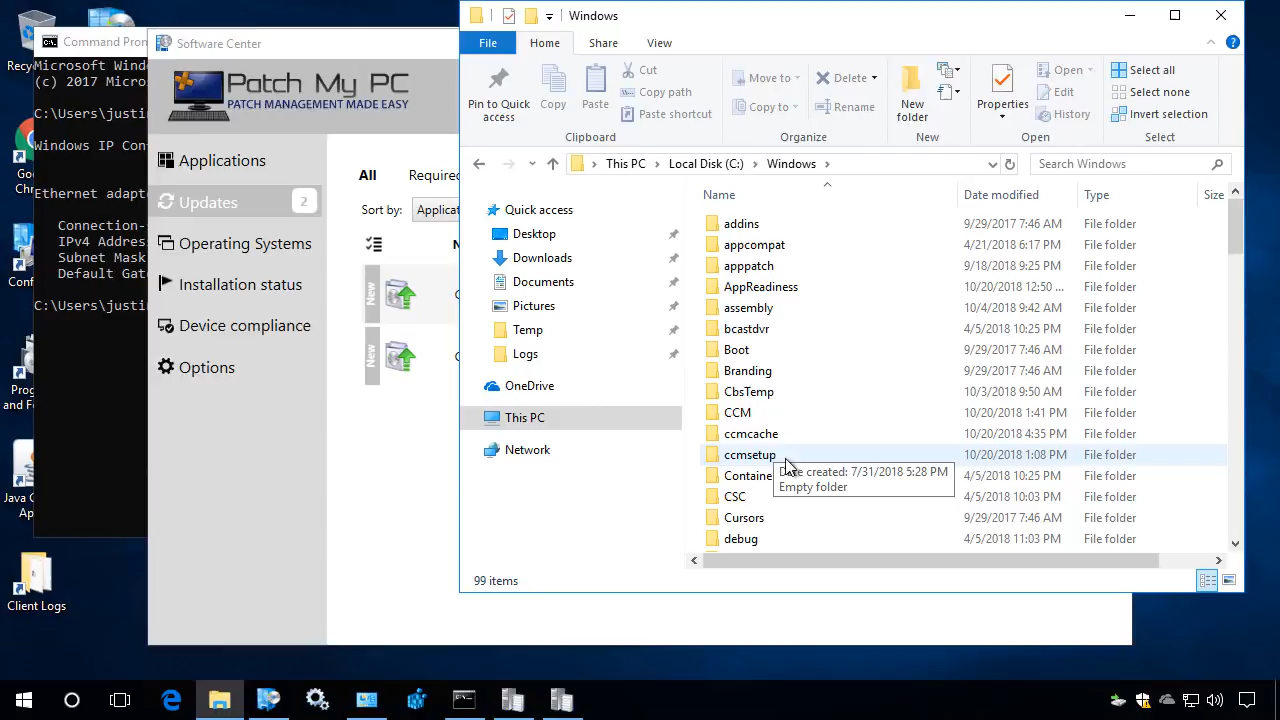 Recy
Command Pron
Microsoft Wind
(c) 2017 Micro
C:\Users\justin
Windows IP Con
Ethernet adapt
Connection-
IPv4 Addres
Subnet Mask
Default Gat
C:\Users\justin
Goo
Chr
Conf
Prog
and Fe
Java C
Ap
Client Logs
Software Center
Patch My PC
PATCH MANAGEMENT MADE EASY
Applications
Updates
2
Operating Systems
Installation status
Device compliance
Options
All
Required
Sort by:
Applicat
New
New
Windows
File
Home
Share
View
Pin to Quick access
Copy
Paste
Cut
Copy path
Paste shortcut
Clipboard
Move to
Copy to
Delete
Rename
Organize
New folder
New
Properties
Open
Edit
History
Open
Select all
Select none
Invert selection
Select
This PC
Local Disk (C:)
Windows
Search Windows
Quick access
Desktop
Downloads
Documents
Pictures
Temp
Logs
OneDrive
This PC
Network
Name Date modified Type Size
addins 9/29/2017 7:46 AM File folder
appcompat 4/21/2018 6:17 PM File folder
apppatch 9/18/2018 9:25 PM File folder
AppReadiness 10/20/2018 12:50 ... File folder
assembly 10/4/2018 9:42 AM File folder
bcastdvr 4/5/2018 10:25 PM File folder
Boot 9/29/2017 7:46 AM File folder
Branding 9/29/2017 7:46 AM File folder
CbsTemp 10/3/2018 9:50 AM File folder
CCM 10/20/2018 1:41 PM File folder
ccmcache 10/20/2018 4:35 PM File folder
ccmsetup 10/20/2018 1:08 PM File folder
Containe 4/5/2018 10:25 PM File folder
CSC 4/5/2018 10:03 PM File folder
Cursors 9/29/2017 7:46 AM File folder
debug 4/5/2018 11:03 PM File folder
Date created: 7/31/2018 5:28 PM
Empty folder
99 items